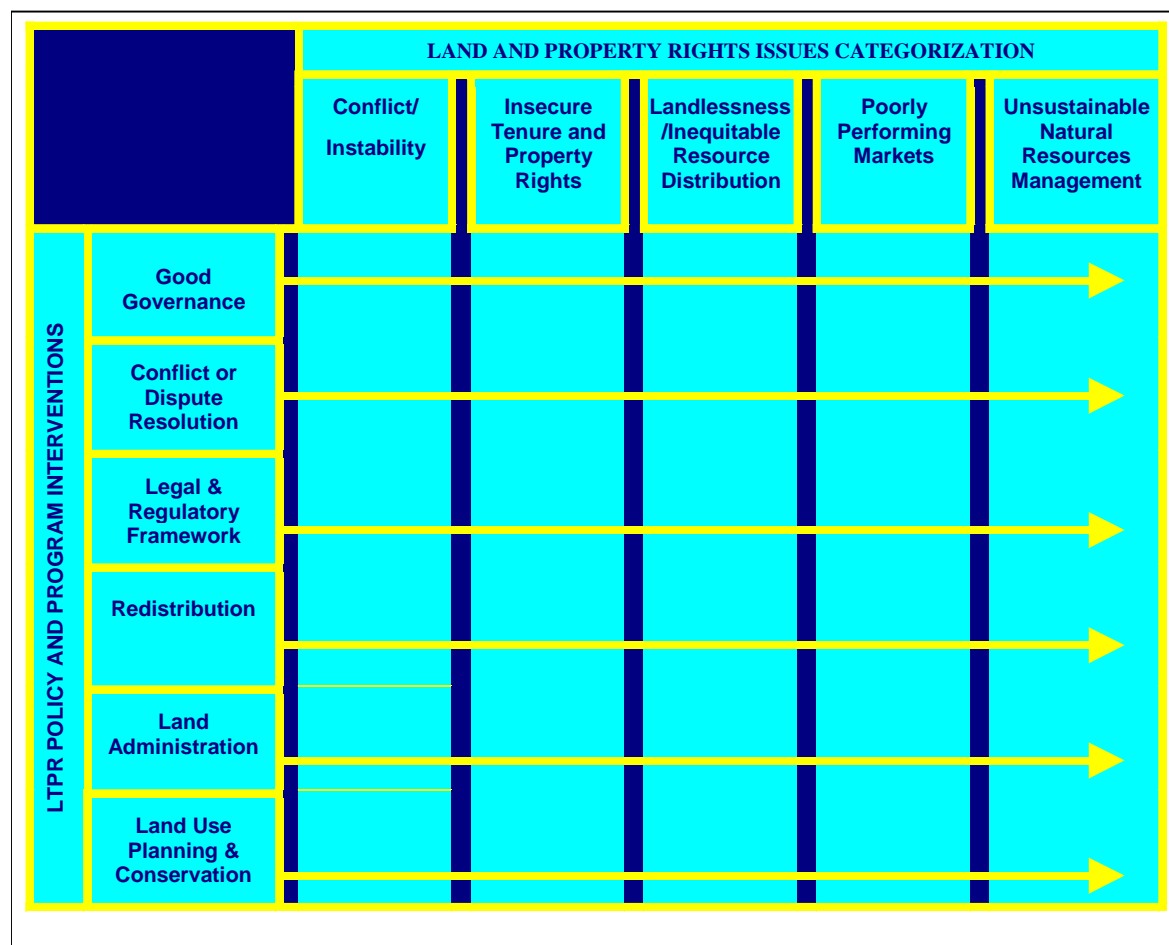 LAND AND PROPERTY RIGHTS ISSUES CATEGORIZATION
Conflict/
Instability
Insecure
Tenure and
Property
Rights
Landlessness
/Inequitable
Resource
Distribution
Poorly
Performing
Markets
Unsustainable
Natural
Resources
Management
LTPR POLICY AND PROGRAM INTERVENTIONS
Good
Governance
Conflict or
Dispute
Resolution
Legal &
Regulatory
Framework
Redistribution
Land
Administration
Land Use
Planning &
Conservation